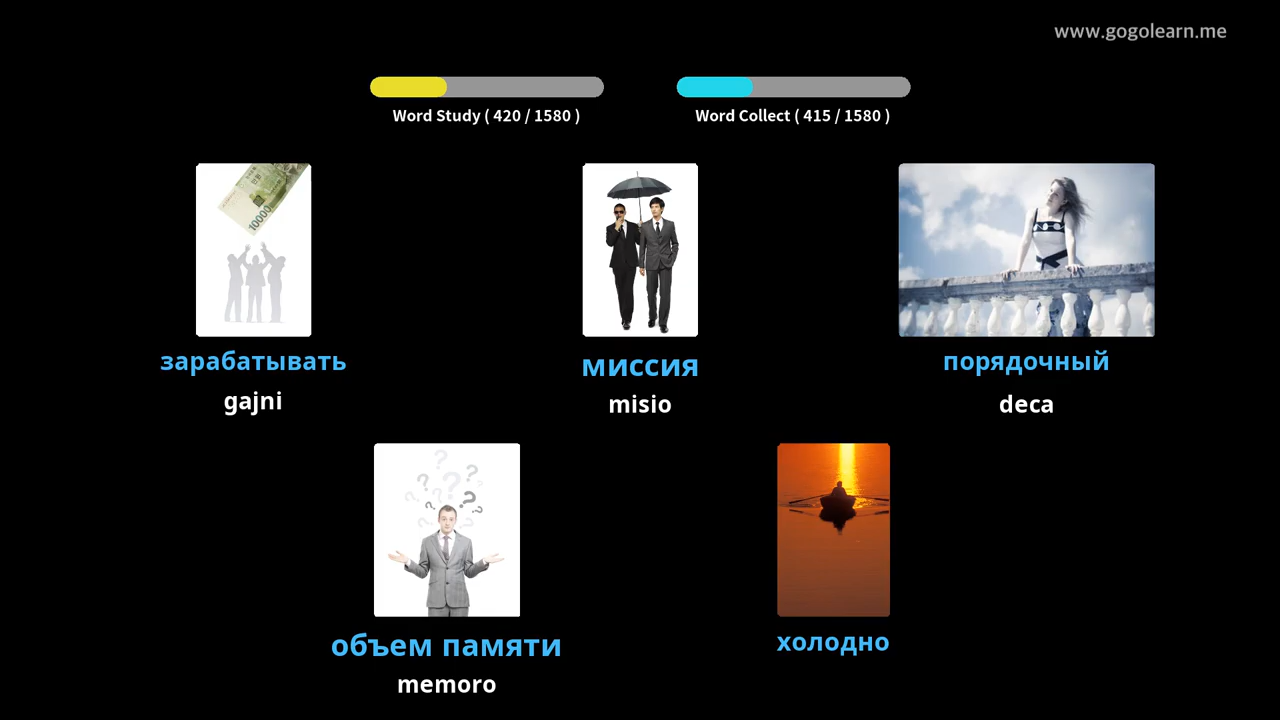 www.gogolearn.me
Word Study ( 420 / 1580 )
Word Collect ( 415 / 1580 )
10000
зарабатывать
миссия
порядочный
gajni
misio
deca
объем памяти
холодно
memoro